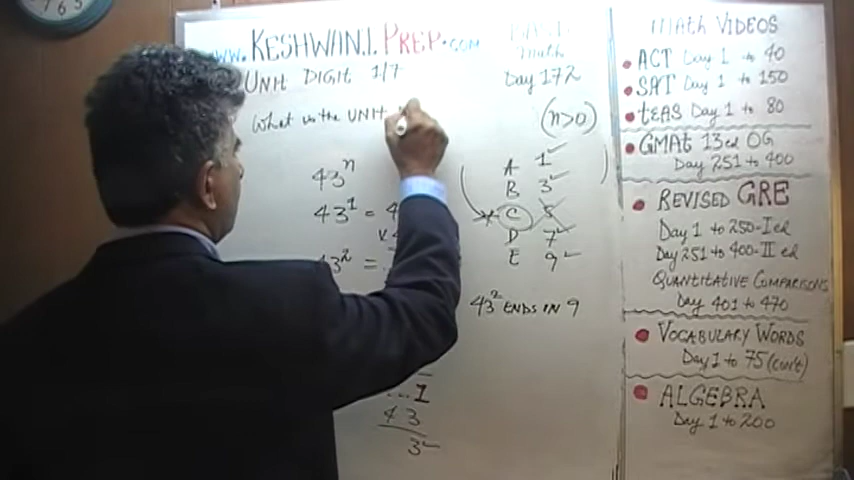 www.KESHWANI PREP.com
UNIT DIGIT 1/7
Day 172
What is the UNIT
(n>0)
43^n
43^1 = 4
43^2 =
A 1 ✓
B 3 ✓
C 5
D 7 ✓
E 9 ✓
43^2 ENDS IN 9
...1
43
3 ✓
Math VIDEOS
• ACT Day 1 to 40
• SAT Day 1 to 150
• tEAS Day 1 to 80
• GMAt 13ed OG
Day 251 to 400
• REVISED GRE
Day 1 to 250-I ed
Day 251 to 400-II ed
QUANTITATIVE COMPARISONS
Day 401 to 470
• VOCABULARY WORDS
Day 1 to 75 (con't)
• ALGEBRA
Day 1 to 200